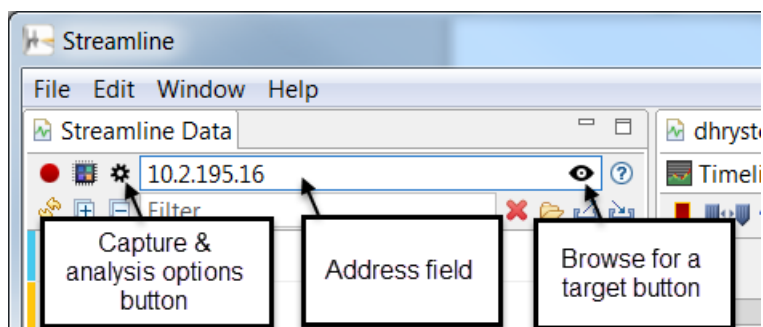 Streamline
File Edit Window Help
Streamline Data
10.2.195.16
Filter
Capture &
analysis options
button
Address field
Browse for a
target button